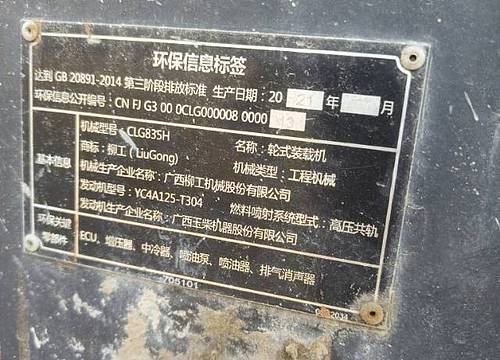 环保信息标签
达到 GB 20891-2014 第三阶段排放标准 生产日期：20 21 年 月
环保信息公开编号：CN FJ G3 00 0CLG000008 0000
基本信息
机械型号：CLG835H 名称：轮式装载机
商标：柳工（LiuGong） 机械类型：工程机械
机械生产企业名称：广西柳工机械股份有限公司
发动机型号：YC4A125-T304 燃料喷射系统型式：高压共轨
发动机生产企业名称：广西玉柴机器股份有限公司
环保关键
零部件
ECU、增压器、中冷器、喷油泵、喷油器、排气消声器
705101